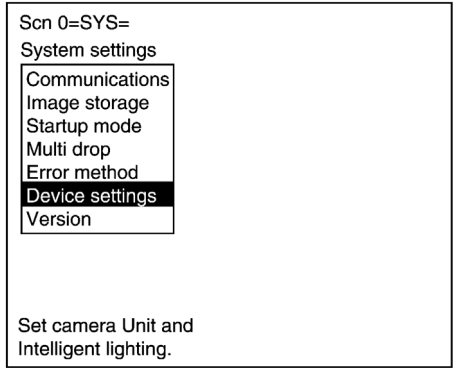 Scn 0=SYS=
System settings
Communications
Image storage
Startup mode
Multi drop
Error method
Device settings
Version
Set camera Unit and
Intelligent lighting.